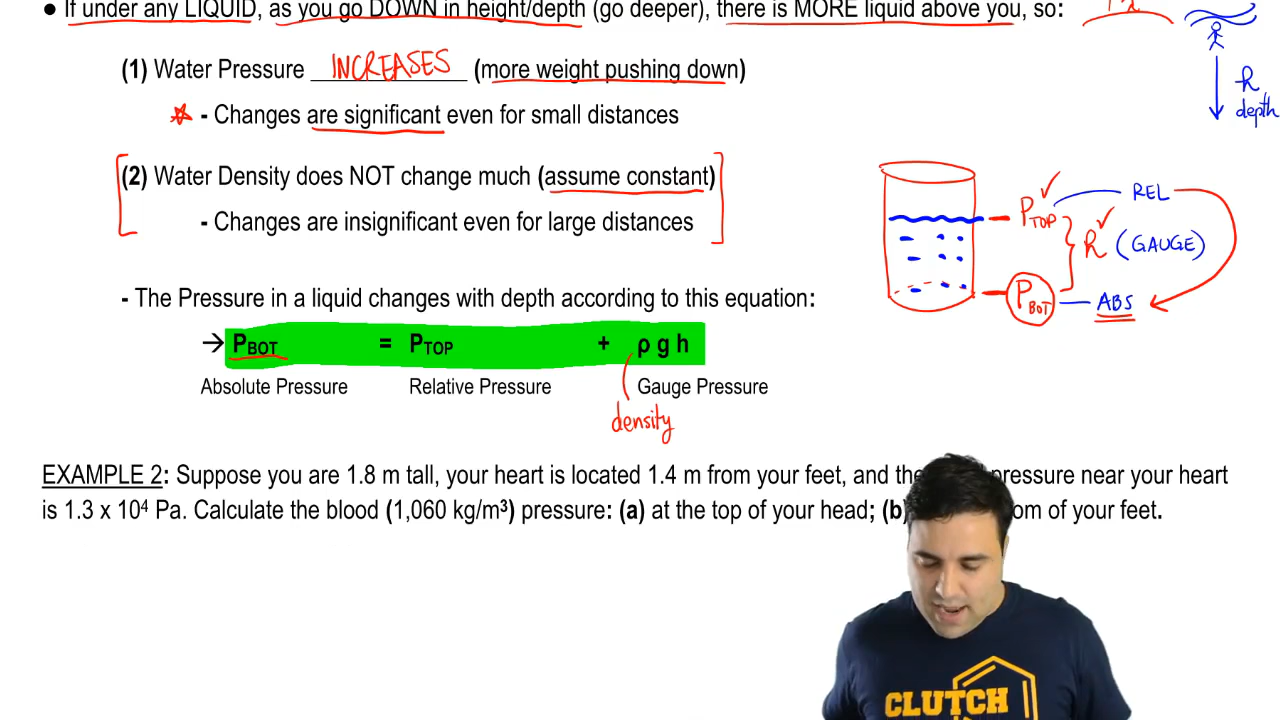 ● If under any LIQUID, as you go DOWN in height/depth (go deeper), there is MORE liquid above you, so:
(1) Water Pressure INCREASES (more weight pushing down)
- Changes are significant even for small distances
h
depth
(2) Water Density does NOT change much (assume constant)
- Changes are insignificant even for large distances
PTOP
REL
h (GAUGE)
PBOT
ABS
- The Pressure in a liquid changes with depth according to this equation:
→ PBOT = PTOP + ρ g h
Absolute Pressure Relative Pressure Gauge Pressure
density
EXAMPLE 2: Suppose you are 1.8 m tall, your heart is located 1.4 m from your feet, and the pressure near your heart
is 1.3 x 10⁴ Pa. Calculate the blood (1,060 kg/m³) pressure: (a) at the top of your head; (b) of your feet.
CLUTCH